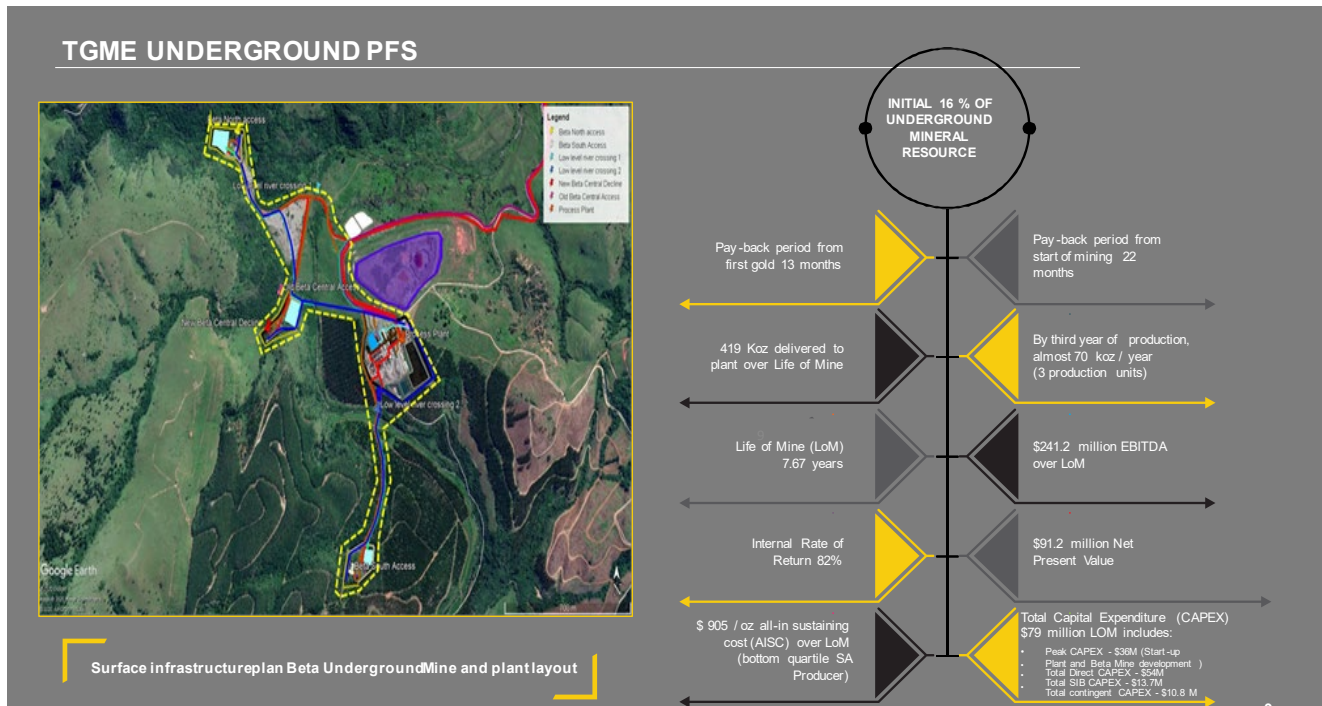 TGME UNDERGROUND PFS
Beta North Access
Low level river crossing 1
Old Beta Central Access
New Beta Central Decline
Process Plant
Low level river crossing 2
Beta South Access
Google Earth
Legend
Beta North access
Beta South Access
Low level river crossing 1
Low level river crossing 2
New Beta Central Decline
Old Beta Central Access
Process Plant
Surface infrastructureplan Beta UndergroundMine and plant layout
INITIAL 16 % OF
UNDERGROUND
MINERAL
RESOURCE
Pay-back period from
first gold 13 months
Pay-back period from
start of mining 22
months
419 Koz delivered to
plant over Life of Mine
By third year of production,
almost 70 koz / year
(3 production units)
Life of Mine (LoM)
7.67 years
$241.2 million EBITDA
over LoM
Internal Rate of
Return 82%
$91.2 million Net
Present Value
$ 905 / oz all-in sustaining
cost (AISC) over LoM
(bottom quartile SA
Producer)
Total Capital Expenditure (CAPEX)
$79 million LOM includes:
• Peak CAPEX - $36M (Start-up
• Plant and Beta Mine development )
• Total Direct CAPEX - $54M
• Total SIB CAPEX - $13.7M
Total contingent CAPEX - $10.8 M